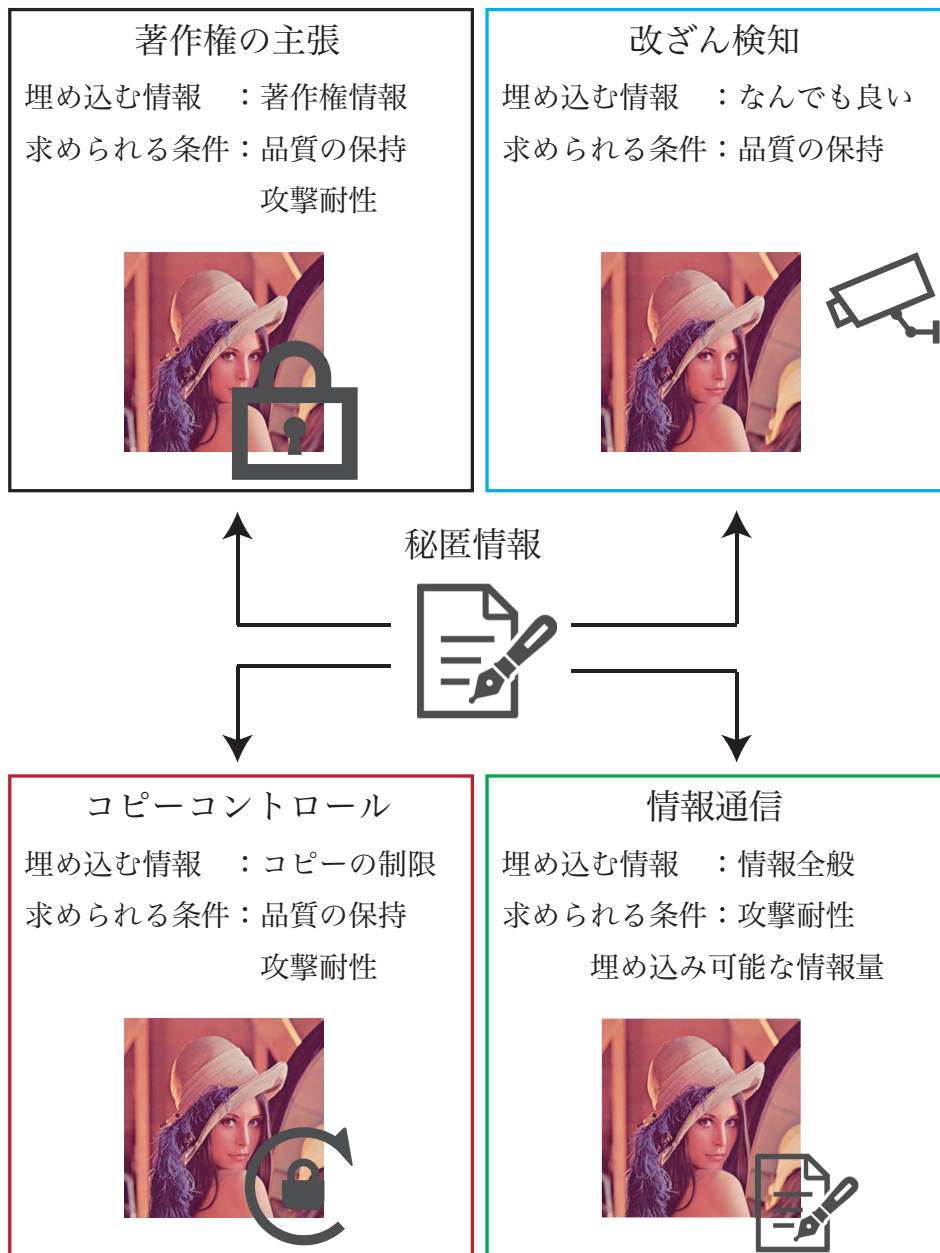 著作権の主張
埋め込む情報　：著作権情報
求められる条件：品質の保持
攻撃耐性
改ざん検知
埋め込む情報　：なんでも良い
求められる条件：品質の保持
秘匿情報
コピーコントロール
埋め込む情報　：コピーの制限
求められる条件：品質の保持
攻撃耐性
情報通信
埋め込む情報　：情報全般
求められる条件：攻撃耐性
埋め込み可能な情報量